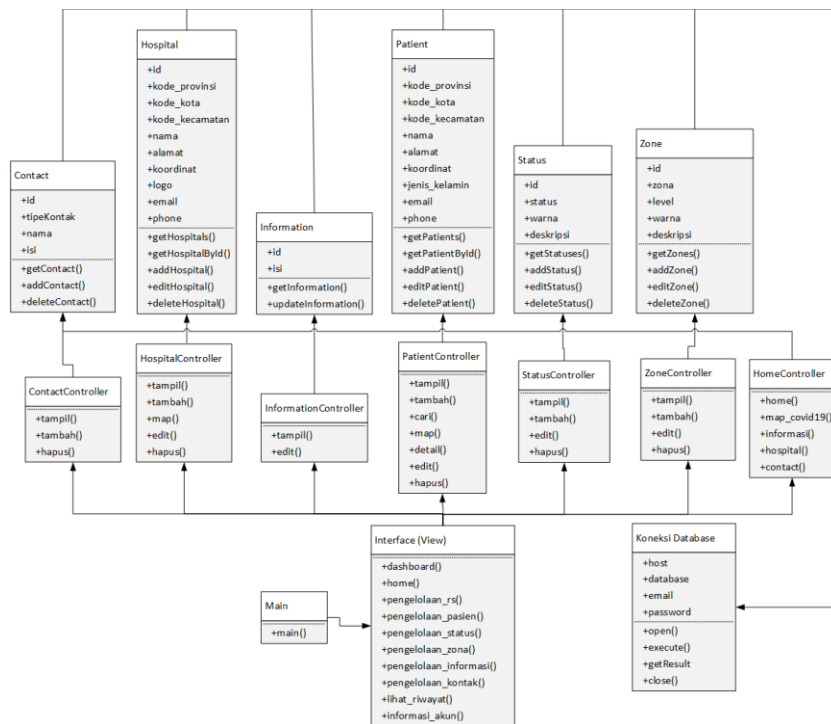 Hospital
+id
+kode_provinsi
+kode_kota
+kode_kecamatan
+nama
+alamat
+koordinat
+logo
+email
+phone
+getHospitals()
+getHospitalById()
+addHospital()
+editHospital()
+deleteHospital()
Patient
+id
+kode_provinsi
+kode_kota
+kode_kecamatan
+nama
+alamat
+koordinat
+jenis_kelamin
+email
+phone
+getPatients()
+getPatientById()
+addPatient()
+editPatient()
+deletePatient()
Contact
+id
+tipeKontak
+nama
+isi
+getContact()
+addContact()
+deleteContact()
Information
+id
+isi
+getInformation()
+updateInformation()
Status
+id
+status
+warna
+deskripsi
+getStatuses()
+addStatus()
+editStatus()
+deleteStatus()
Zone
+id
+zona
+level
+warna
+deskripsi
+getZones()
+addZone()
+editZone()
+deleteZone()
ContactController
+tampil()
+tambah()
+hapus()
HospitalController
+tampil()
+tambah()
+map()
+edit()
+hapus()
InformationController
+tampil()
+edit()
PatientController
+tampil()
+tambah()
+cari()
+map()
+detail()
+edit()
+hapus()
StatusController
+tampil()
+tambah()
+edit()
+hapus()
ZoneController
+tampil()
+tambah()
+edit()
+hapus()
HomeController
+home()
+map_covid19()
+informasi()
+hospital()
+contact()
Main
+main()
Interface (View)
+dashboard()
+home()
+pengelolaan_rs()
+pengelolaan_pasien()
+pengelolaan_status()
+pengelolaan_zona()
+pengelolaan_informasi()
+pengelolaan_kontak()
+lihat_riwayat()
+informasi_akun()
Koneksi Database
+host
+database
+email
+password
+open()
+execute()
+getResult
+close()